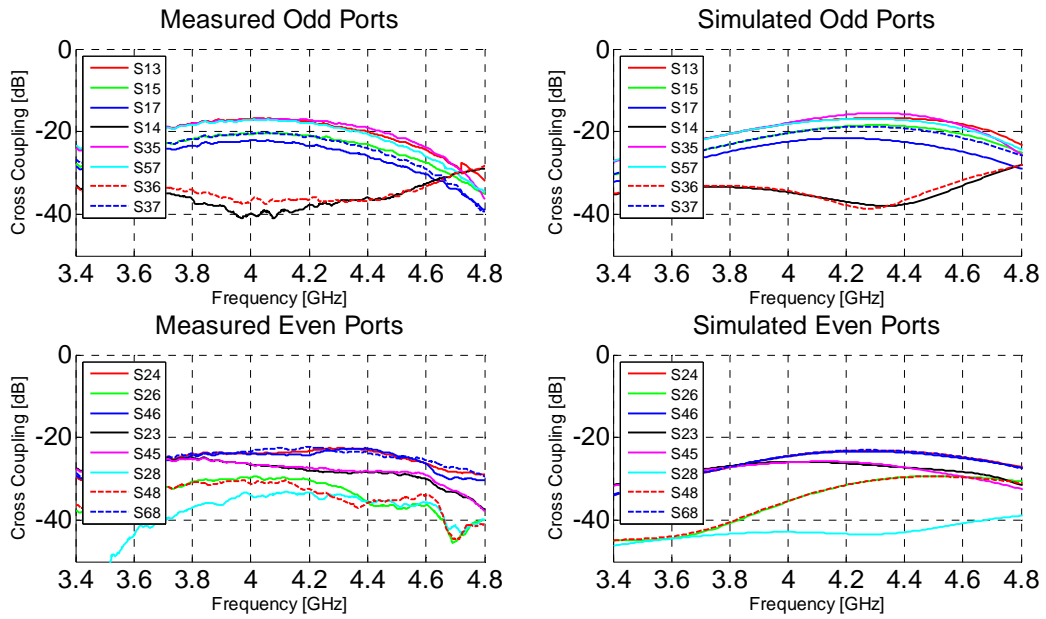 Measured Odd Ports
Cross Coupling [dB]
0
-20
-40
S13
S15
S17
S14
S35
S57
S36
S37
3.4 3.6 3.8 4 4.2 4.4 4.6 4.8
Frequency [GHz]
Simulated Odd Ports
Cross Coupling [dB]
0
-20
-40
S13
S15
S17
S14
S35
S57
S36
S37
3.4 3.6 3.8 4 4.2 4.4 4.6 4.8
Frequency [GHz]
Measured Even Ports
Cross Coupling [dB]
0
-20
-40
S24
S26
S46
S23
S45
S28
S48
S68
3.4 3.6 3.8 4 4.2 4.4 4.6 4.8
Frequency [GHz]
Simulated Even Ports
Cross Coupling [dB]
0
-20
-40
S24
S26
S46
S23
S45
S28
S48
S68
3.4 3.6 3.8 4 4.2 4.4 4.6 4.8
Frequency [GHz]